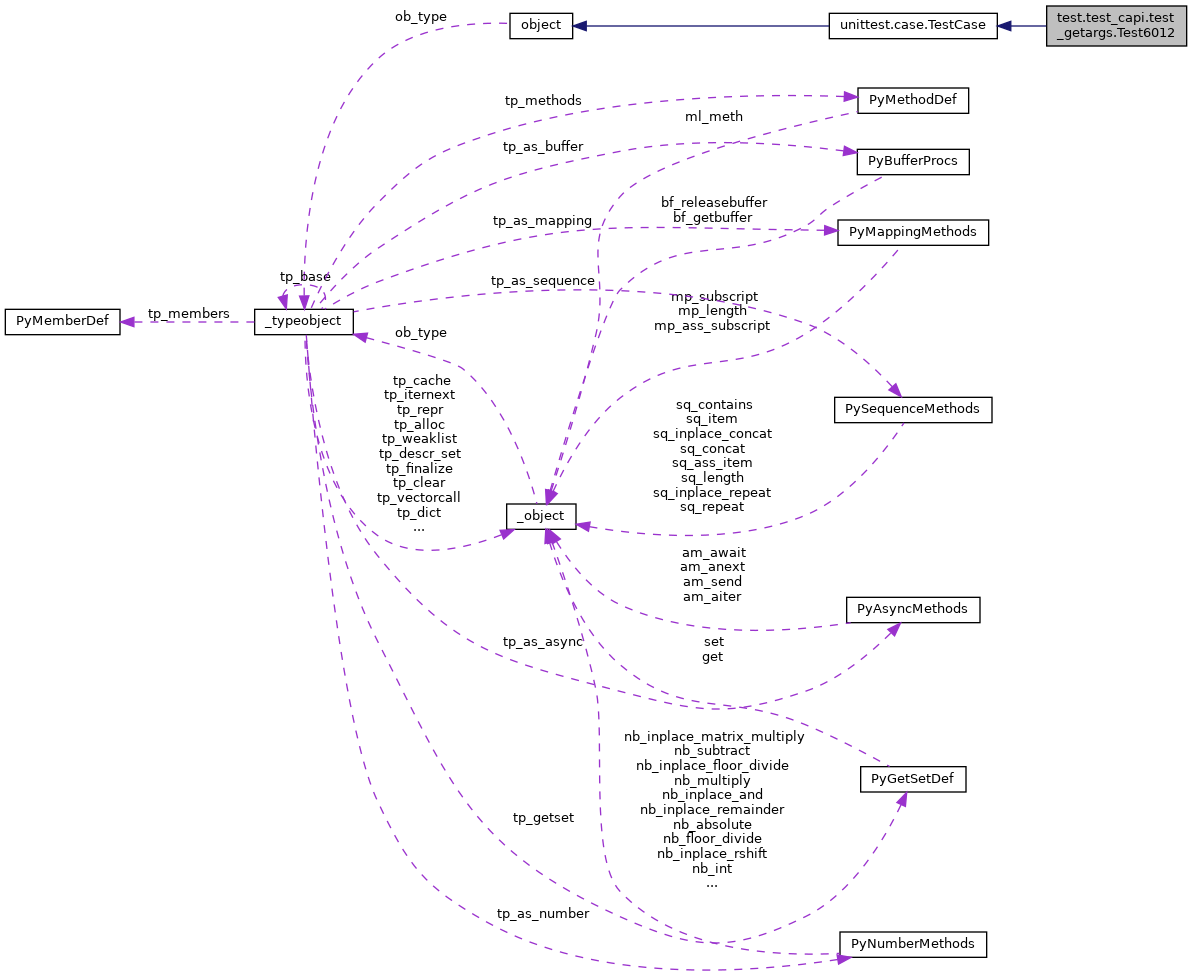 ob_type
object
unittest.case.TestCase
test.test_capi.test
_getargs.Test6012
tp_methods
PyMethodDef
ml_meth
tp_as_buffer
PyBufferProcs
bf_releasebuffer
bf_getbuffer
tp_as_mapping
PyMappingMethods
tp_base
tp_as_sequence
mp_subscript
mp_length
mp_ass_subscript
PyMemberDef
tp_members
_typeobject
ob_type
tp_cache
tp_iternext
tp_repr
tp_alloc
tp_weaklist
tp_descr_set
tp_finalize
tp_clear
tp_vectorcall
tp_dict
...
sq_contains
sq_item
sq_inplace_concat
sq_concat
sq_ass_item
sq_length
sq_inplace_repeat
sq_repeat
PySequenceMethods
_object
am_await
am_anext
am_send
am_aiter
PyAsyncMethods
tp_as_async
set
get
nb_inplace_matrix_multiply
nb_subtract
nb_inplace_floor_divide
nb_multiply
nb_inplace_and
nb_inplace_remainder
nb_absolute
nb_floor_divide
nb_inplace_rshift
nb_int
...
PyGetSetDef
tp_getset
tp_as_number
PyNumberMethods